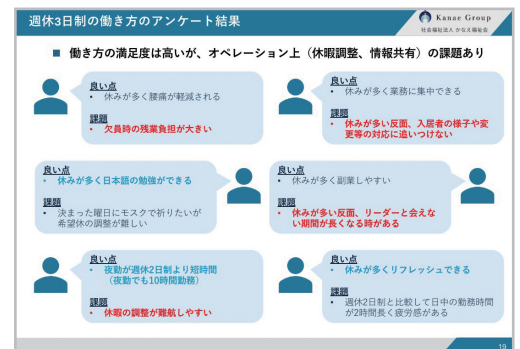 週休3日制の働き方のアンケート結果
Kanae Group
社会福祉法人 かなえ福祉会
■ 働き方の満足度は高いが、オペレーション上（休暇調整、情報共有）の課題あり
良い点
• 休みが多く腰痛が軽減される
課題
• 欠員時の残業負担が大きい
良い点
• 休みが多く業務に集中できる
課題
• 休みが多い反面、入居者の様子や変
更等の対応に追いつけない
良い点
• 休みが多く日本語の勉強ができる
課題
• 決まった曜日にモスクで祈りたいが
希望休の調整が難しい
良い点
• 休みが多く副業しやすい
課題
• 休みが多い反面、リーダーと会えな
い期間が長くなる時がある
良い点
• 夜勤が週休2日制より短時間
（夜勤でも10時間勤務）
課題
• 休暇の調整が難航しやすい
良い点
• 休みが多くリフレッシュできる
課題
• 週休2日制と比較して日中の勤務時間
が2時間長く疲労感がある
19